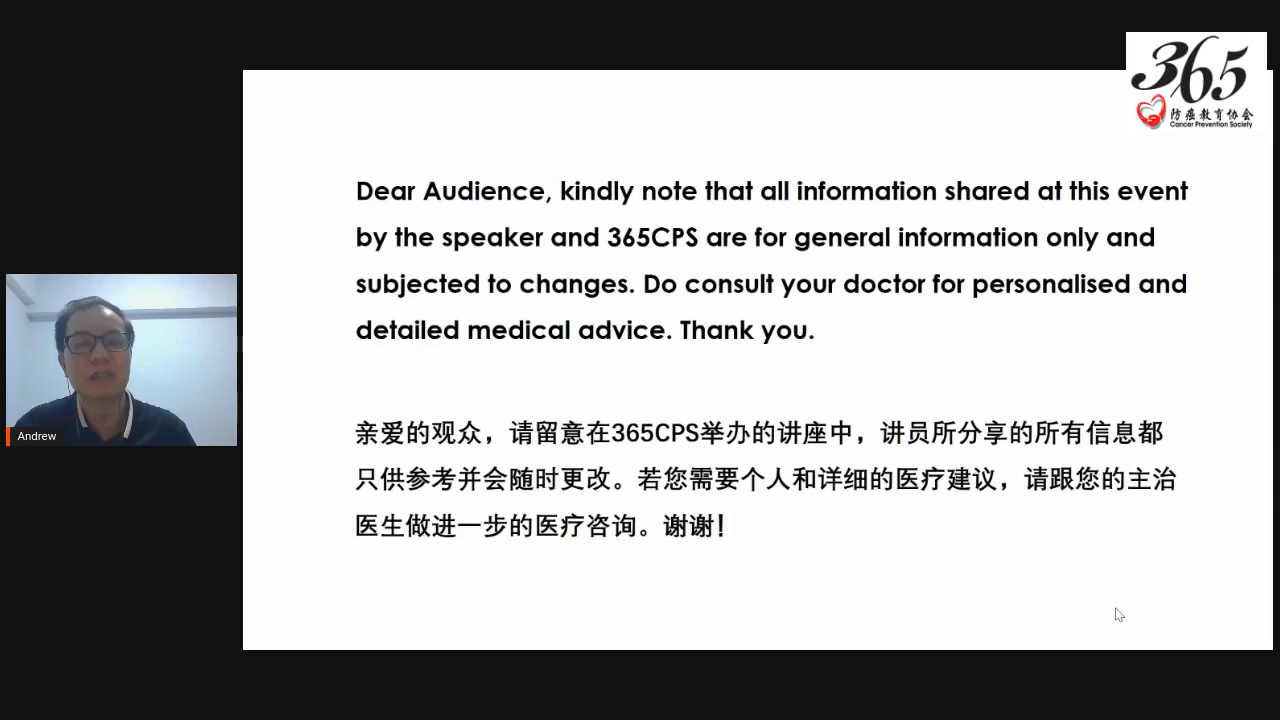 365
防癌教育协会
Cancer Prevention Society
Dear Audience, kindly note that all information shared at this event
by the speaker and 365CPS are for general information only and
subjected to changes. Do consult your doctor for personalised and
detailed medical advice. Thank you.
亲爱的观众，请留意在365CPS举办的讲座中，讲员所分享的所有信息都
只供参考并会随时更改。若您需要个人和详细的医疗建议，请跟您的主治
医生做进一步的医疗咨询。谢谢！
Andrew